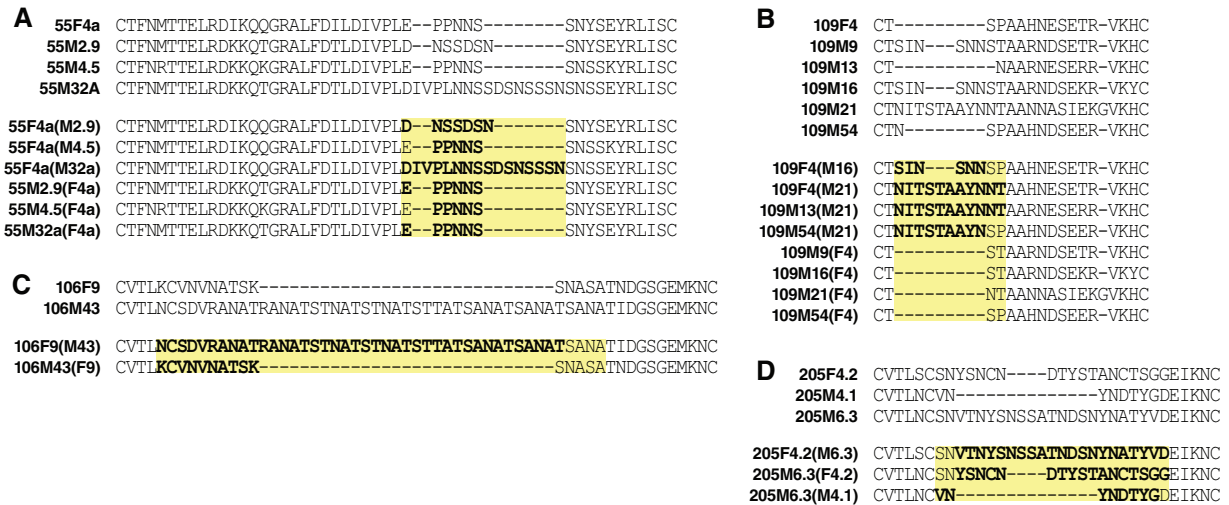 A
55F4a CTFNMTTELRDIKQQGRALFDILDIVPLE--PPNNS--------SNYSEYRLISC
55M2.9 CTFNMTTELRDKKQQGRALFDTLDIVPLD--NSSDSN-------SNYSEYRLISC
55M4.5 CTFNRTTELRDKKQKGRALFDTLDIVPLE--PPNNS--------SNSSKYRLISC
55M32A CTFNMTTELRDKKQTGRALFDTLDIVPLDIVPLNNSSDSNSSSNSNSSEYRLISC
55F4a(M2.9) CTFNMTTELRDIKQQGRALFDILDIVPLD--NSSDSN-------SNYSEYRLISC
55F4a(M4.5) CTFNMTTELRDIKQQGRALFDILDIVPLE--PPNNS--------SNYSEYRLISC
55F4a(M32a) CTFNMTTELRDIKQQGRALFDILDIVPLDIVPLNNSSDSNSSSNSNYSEYRLISC
55M2.9(F4a) CTFNMTTELRDKKQQGRALFDTLDIVPLE--PPNNS--------SNYSEYRLISC
55M4.5(F4a) CTFNRTTELRDKKQKGRALFDTLDIVPLE--PPNNS--------SNYSEYRLISC
55M32a(F4a) CTFNMTTELRDKKQTGRALFDTLDIVPLE--PPNNS--------SNYSEYRLISC
B
109F4 CT---------SPAAHNESETR-VKHC
109M9 CTSIN---SNNSTAARNDSETR-VKHC
109M13 CT---------NAARNESERR-VKHC
109M16 CTSIN---SNNSTAARNDSEKR-VKYC
109M21 CTNITSTAAYNNTAANNASIEKGVKHC
109M54 CTN--------SPAAHNDSEER-VKHC
109F4(M16) CTSIN---SNNSPAAHNESETR-VKHC
109F4(M21) CTNITSTAAYNNTAAHNESETR-VKHC
109M13(M21) CTNITSTAAYNNTAARNESERR-VKHC
109M54(M21) CTNITSTAAYNSPAAHNDSEER-VKHC
109M9(F4) CT---------STAARNDSETR-VKHC
109M16(F4) CT---------STAARNDSEKR-VKYC
109M21(F4) CT---------NTAANNASIEKGVKHC
109M54(F4) CT---------SPAAHNDSEER-VKHC
C
106F9 CVTLKCVNVNATSK-----------------------------SNASATNDGSGEMKNC
106M43 CVTLNCSDVRANATRANATSTNATSTNATSTTATSANATSANATSANATNDGSGEMKNC
106F9(M43) CVTLNCSDVRANATRANATSTNATSTNATSTTATSANATSANATSANATIDGSGEMKNC
106M43(F9) CVTLKCVNVNATSK-----------------------------SNASATNDGSGEMKNC
D
205F4.2 CVTLSCSNYSNCN----DTYSTANCTSGGEIKNC
205M4.1 CVTLNCVN--------------YNDTYGDEIKNC
205M6.3 CVTLNCSNVTNYSNSSATNDSNYNATYVDEIKNC
205F4.2(M6.3) CVTLSCSNVTNYSNSSATNDSNYNATYVDEIKNC
205M6.3(F4.2) CVTLNCSNYSNCN----DTYSTANCTSGGEIKNC
205M6.3(M4.1) CVTLNCVN--------------YNDTYGDEIKNC